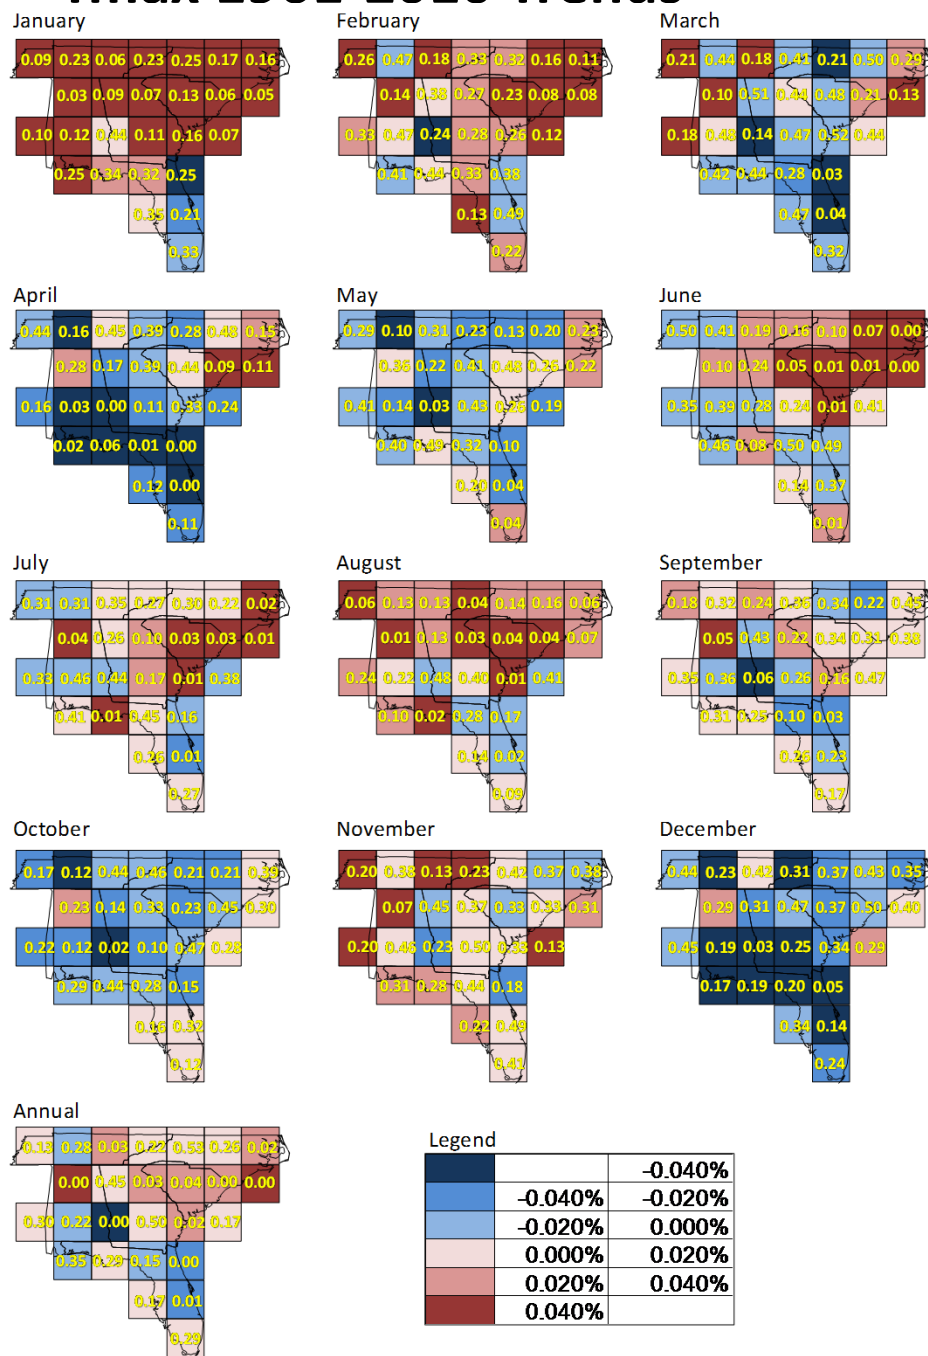 January February March
0.09 0.23 0.06 0.23 0.25 0.17 0.16 0.26 0.47 0.18 0.33 0.32 0.16 0.11 0.21 0.44 0.18 0.41 0.21 0.50 0.29
0.03 0.09 0.07 0.13 0.06 0.05 0.14 0.38 0.27 0.23 0.08 0.08 0.10 0.51 0.44 0.48 0.21 0.13
0.10 0.12 0.44 0.11 0.16 0.07 0.33 0.47 0.24 0.28 0.26 0.12 0.18 0.48 0.14 0.47 0.52 0.44
0.25 0.34 0.32 0.25 0.41 0.44 0.33 0.38 0.42 0.44 0.28 0.03
0.35 0.21 0.13 0.49 0.47 0.04
0.33 0.22 0.32
April May June
0.44 0.16 0.45 0.39 0.28 0.48 0.15 0.29 0.10 0.31 0.23 0.13 0.20 0.23 0.50 0.41 0.19 0.16 0.10 0.07 0.00
0.28 0.17 0.39 0.44 0.09 0.11 0.36 0.22 0.41 0.48 0.26 0.22 0.10 0.24 0.05 0.01 0.01 0.00
0.16 0.03 0.00 0.11 0.33 0.24 0.41 0.14 0.03 0.43 0.26 0.19 0.35 0.39 0.28 0.24 0.01 0.41
0.02 0.06 0.01 0.00 0.40 0.49 0.32 0.10 0.46 0.08 0.50 0.49
0.12 0.00 0.20 0.04 0.14 0.37
0.11 0.04 0.01
July August September
0.31 0.31 0.35 0.27 0.30 0.22 0.02 0.06 0.13 0.13 0.04 0.14 0.16 0.06 0.18 0.32 0.24 0.36 0.34 0.22 0.45
0.04 0.26 0.10 0.03 0.03 0.01 0.01 0.13 0.03 0.04 0.04 0.07 0.05 0.43 0.22 0.34 0.31 0.38
0.33 0.46 0.44 0.17 0.01 0.38 0.24 0.22 0.48 0.40 0.01 0.41 0.35 0.36 0.06 0.26 0.16 0.47
0.41 0.01 0.45 0.16 0.10 0.02 0.28 0.17 0.31 0.25 0.10 0.03
0.26 0.01 0.14 0.02 0.26 0.23
0.27 0.09 0.17
October November December
0.17 0.12 0.44 0.46 0.21 0.21 0.39 0.20 0.38 0.13 0.23 0.42 0.37 0.38 0.44 0.23 0.42 0.31 0.37 0.43 0.35
0.23 0.14 0.33 0.23 0.45 0.30 0.07 0.45 0.37 0.33 0.33 0.31 0.29 0.31 0.47 0.37 0.50 0.40
0.22 0.12 0.02 0.10 0.47 0.28 0.20 0.46 0.23 0.50 0.33 0.13 0.45 0.19 0.03 0.25 0.34 0.29
0.29 0.44 0.28 0.15 0.31 0.28 0.44 0.18 0.17 0.19 0.20 0.05
0.16 0.32 0.22 0.49 0.34 0.14
0.12 0.41 0.24
Annual
0.13 0.28 0.03 0.22 0.53 0.26 0.02
0.00 0.45 0.03 0.04 0.00 0.00
0.30 0.22 0.00 0.50 0.02 0.17
0.35 0.29 0.15 0.00
0.17 0.01
0.29
Legend
-0.040%
-0.040% -0.020%
-0.020% 0.000%
0.000% 0.020%
0.020% 0.040%
0.040%